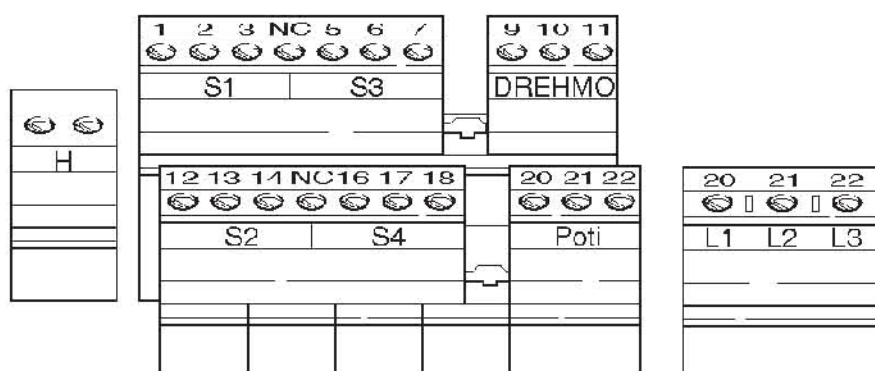 1 2 3 NC 5 6 7 9 10 11
S1 S3 DREHMO
H
12 13 14 NC 16 17 18 20 21 22
S2 S4 Poti
20 21 22
L1 L2 L3